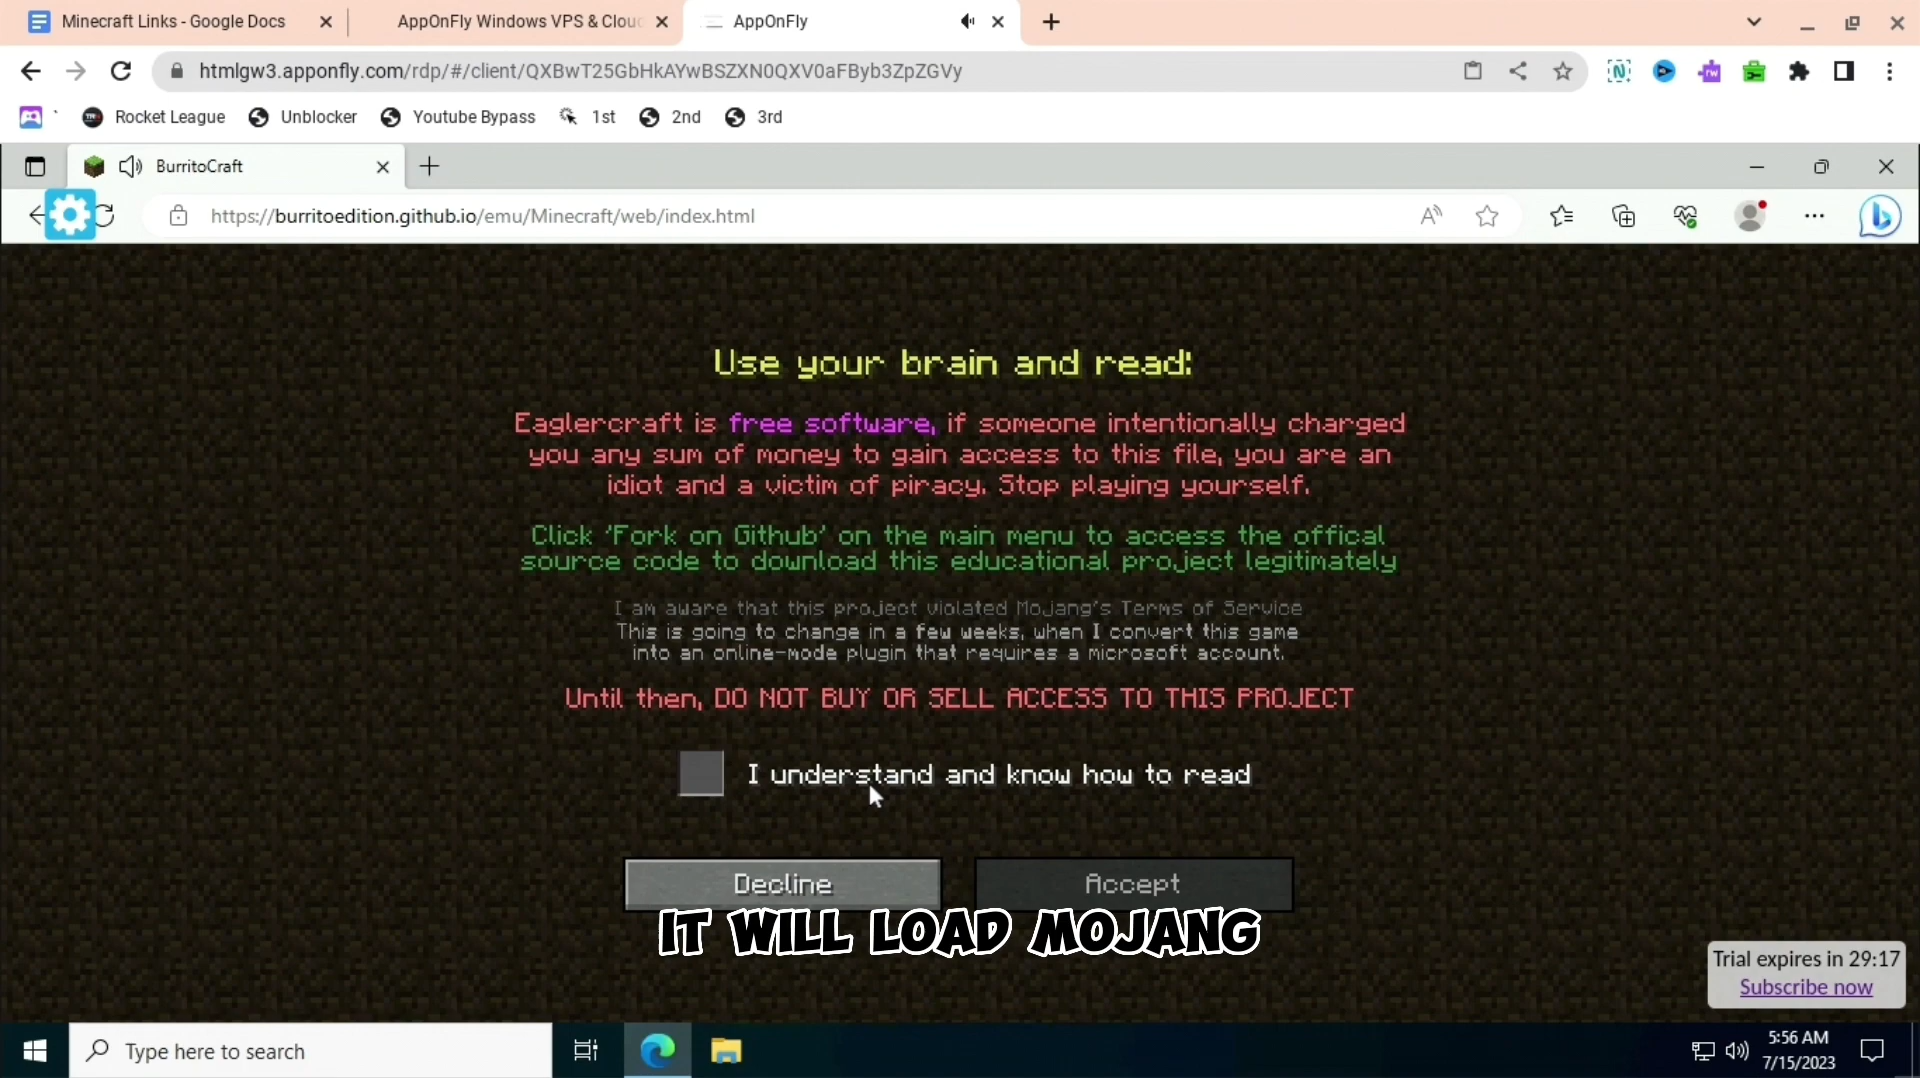 Minecraft Links - Google Docs
AppOnFly Windows VPS & Clou
AppOnFly
htmlgw3.apponfly.com/rdp/#/client/QXBwT25GbHkAYwBSZXN0QXV0aFByb3ZpZGVy
Rocket League
Unblocker
Youtube Bypass
1st
2nd
3rd
BurritoCraft
https://burritoedition.github.io/emu/Minecraft/web/index.html
Use your brain and read:
Eaglercraft is free software, if someone intentionally charged
you any sum of money to gain access to this file, you are an
idiot and a victim of piracy. Stop playing yourself.
Click 'Fork on Github' on the main menu to access the offical
source code to download this educational project legitimately
I am aware that this project violated Mojang's Terms of Service
This is going to change in a few weeks, when I convert this game
into an online-mode plugin that requires a microsoft account.
Until then, DO NOT BUY OR SELL ACCESS TO THIS PROJECT
I understand and know how to read
Decline
Accept
IT WILL LOAD MOJANG
Trial expires in 29:17
Subscribe now
Type here to search
5:56 AM
7/15/2023